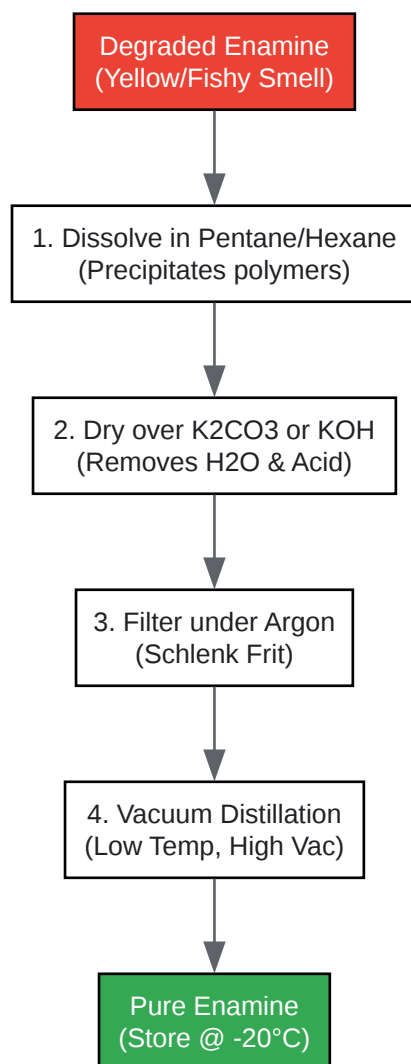 Degraded Enamine
(Yellow/Fishy Smell)
1. Dissolve in Pentane/Hexane
(Precipitates polymers)
2. Dry over K2CO3 or KOH
(Removes H2O & Acid)
3. Filter under Argon
(Schlenk Frit)
4. Vacuum Distillation
(Low Temp, High Vac)
Pure Enamine
(Store @ -20°C)